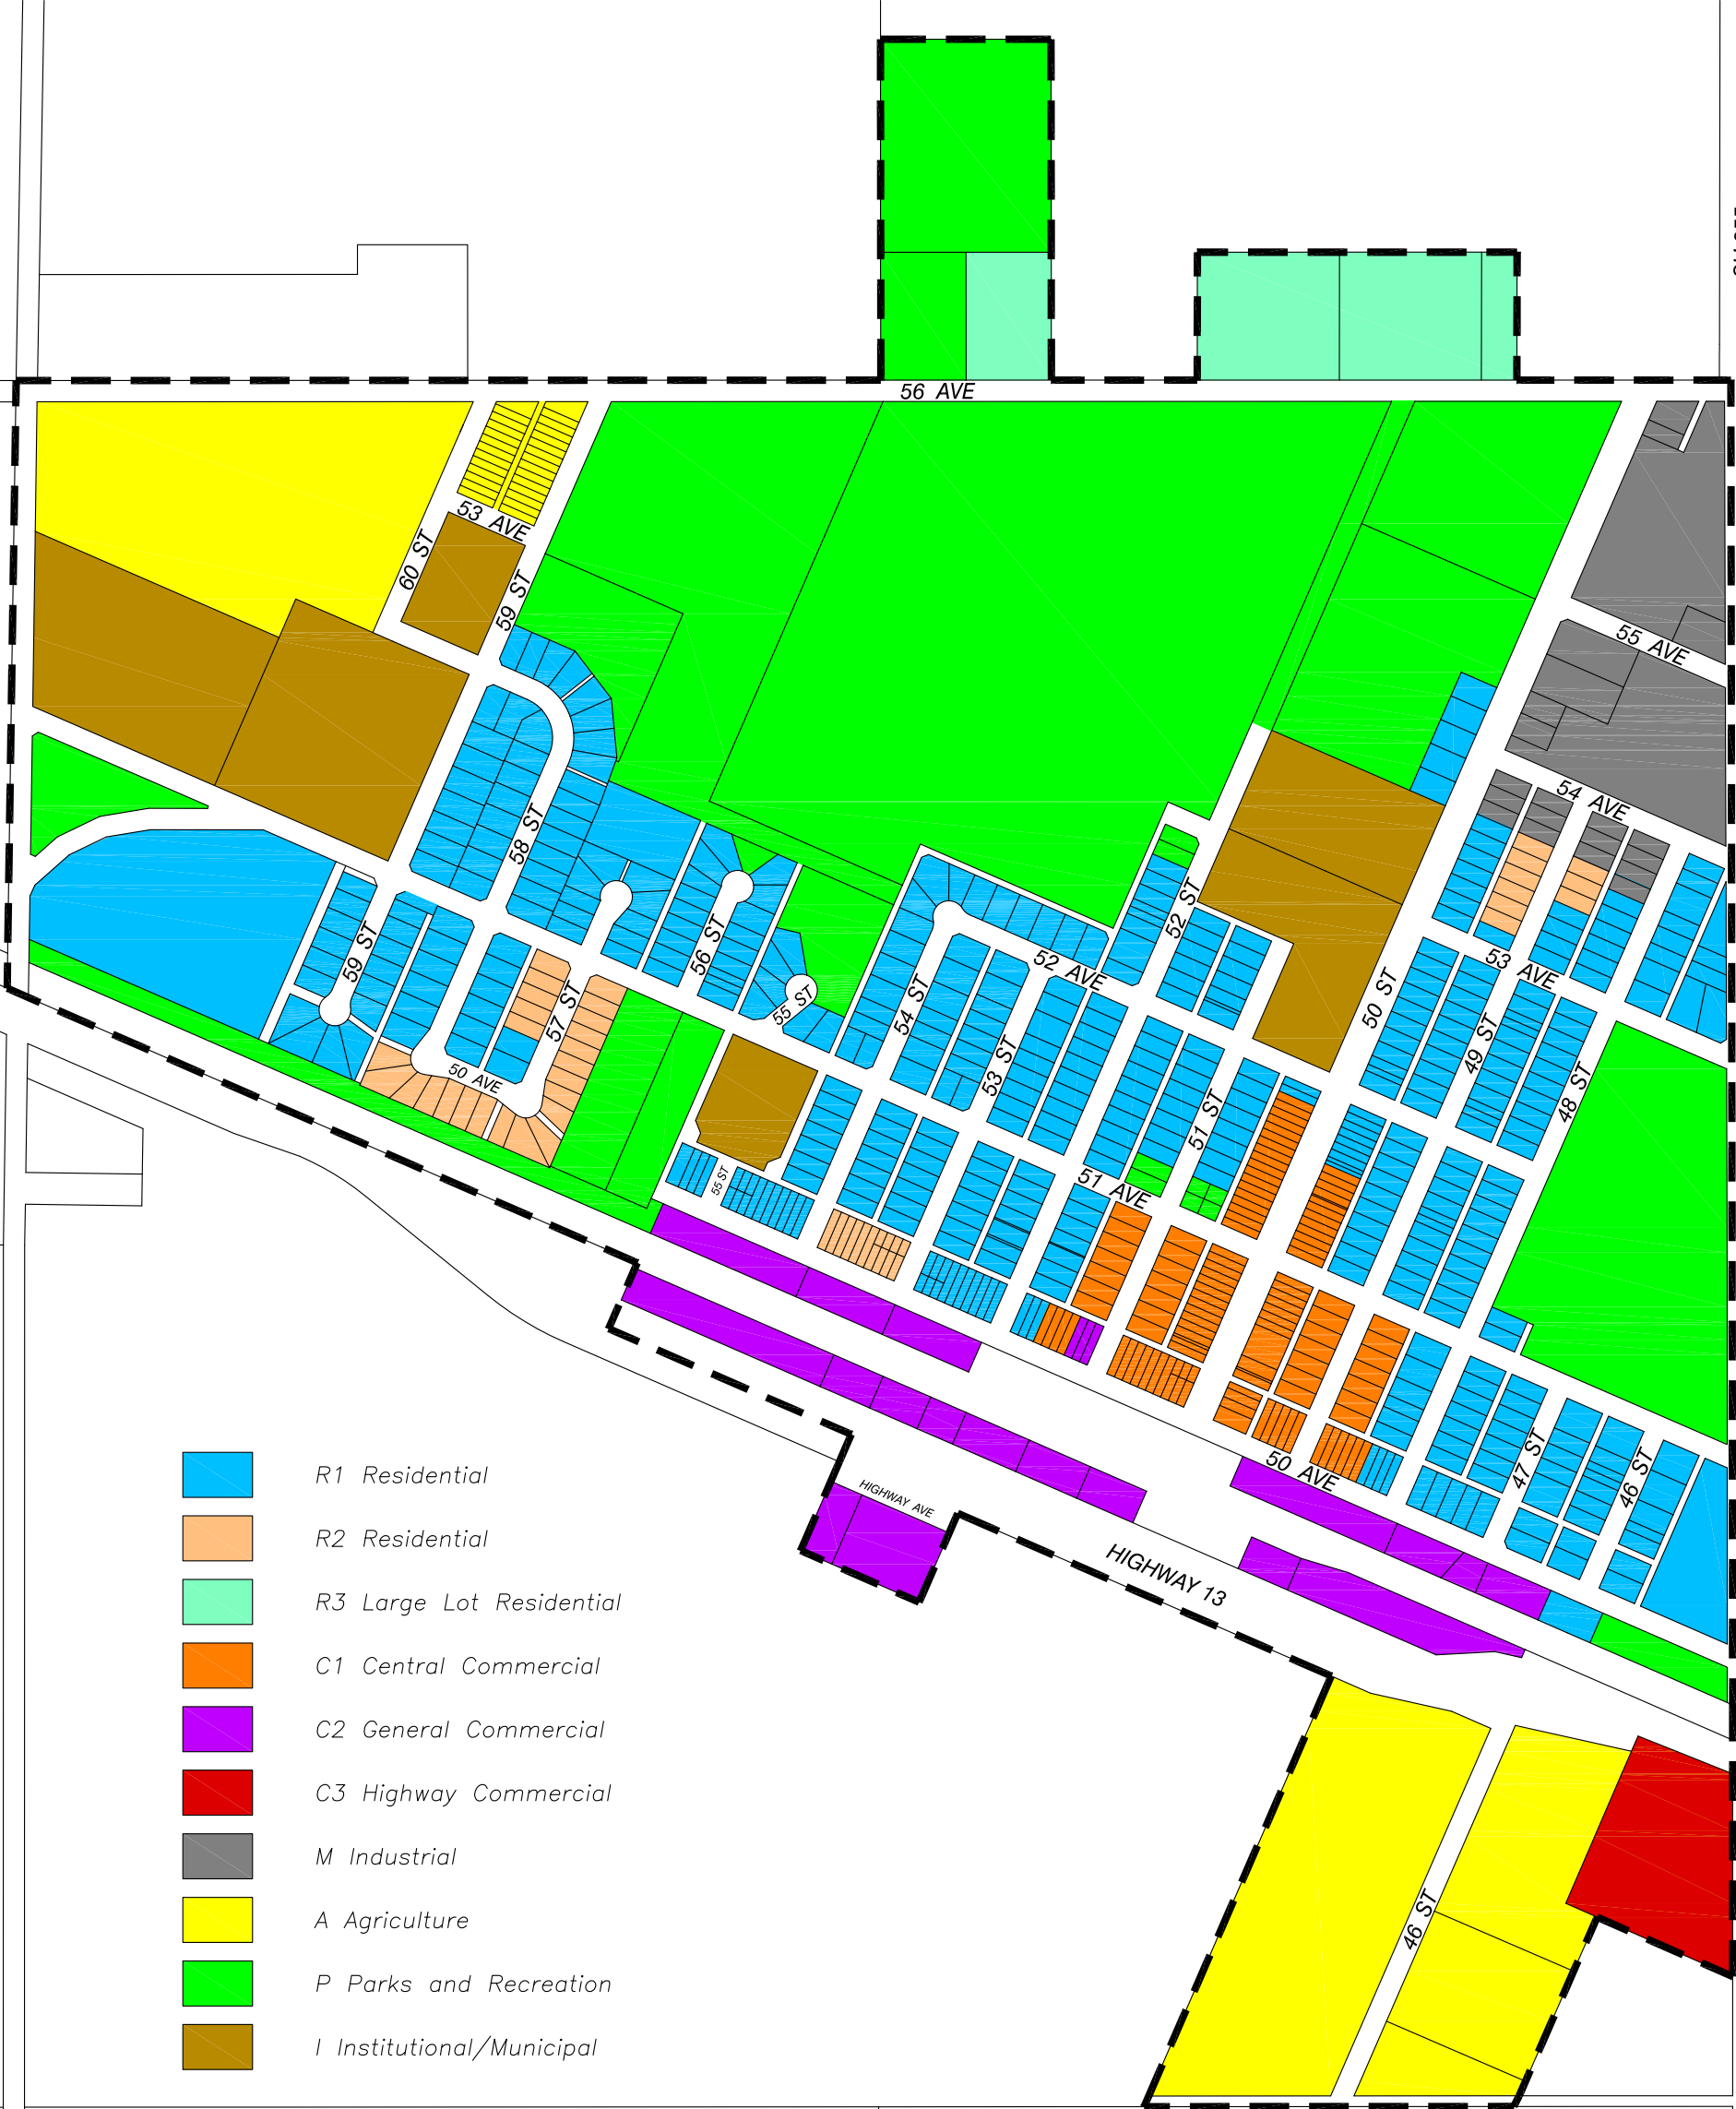 56 AVE
53 AVE
60 ST
59 ST
55 AVE
54 AVE
58 ST
52 ST
59 ST
56 ST
52 AVE
53 AVE
57 ST
55 ST
54 ST
50 ST
49 ST
53 ST
48 ST
50 AVE
51 ST
55 ST
51 AVE
50 AVE
47 ST
46 ST
HIGHWAY AVE
HIGHWAY 13
46 ST
R1 Residential
R2 Residential
R3 Large Lot Residential
C1 Central Commercial
C2 General Commercial
C3 Highway Commercial
M Industrial
A Agriculture
P Parks and Recreation
I Institutional/Municipal